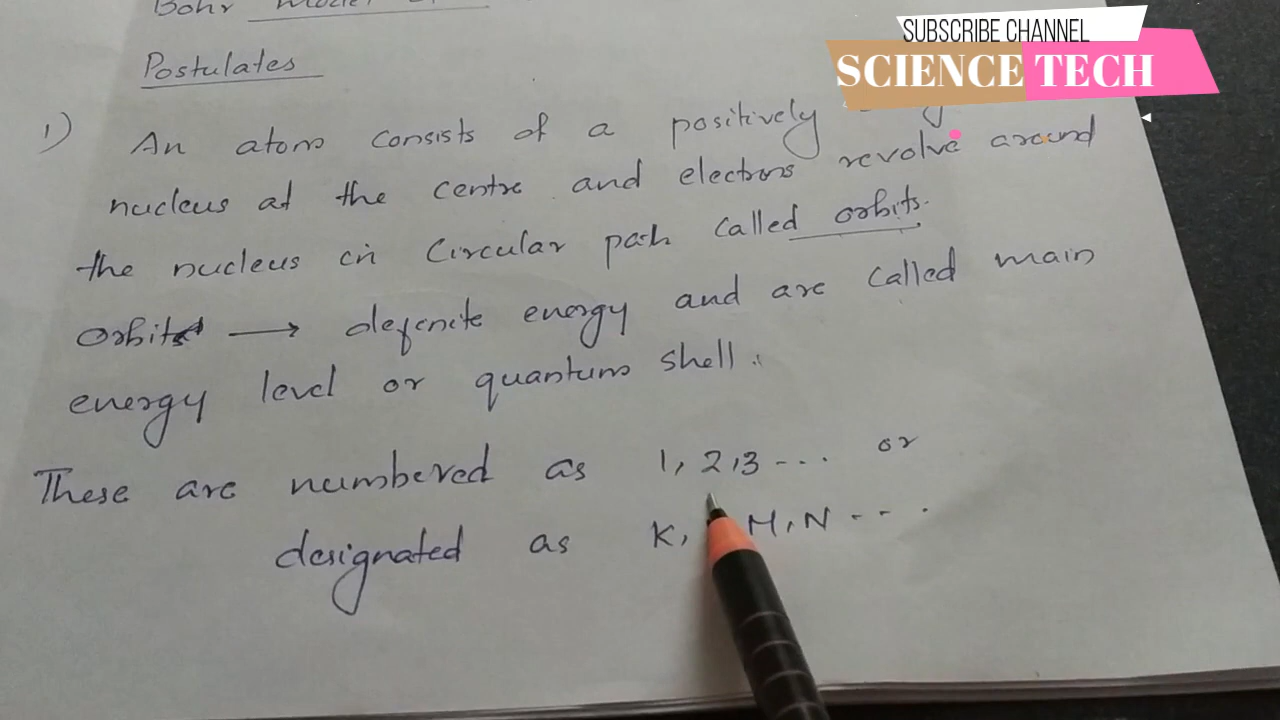 Bohr Model
SUBSCRIBE CHANNEL
SCIENCE TECH
Postulates
1) An atom consists of a positively
nucleus at the centre and electrons revolve around
the nucleus in Circular path called orbits.
Orbit → definite energy and are called main
energy level or quantum shell.
These are numbered as 1, 2, 3 --- or
designated as K, M, N ---